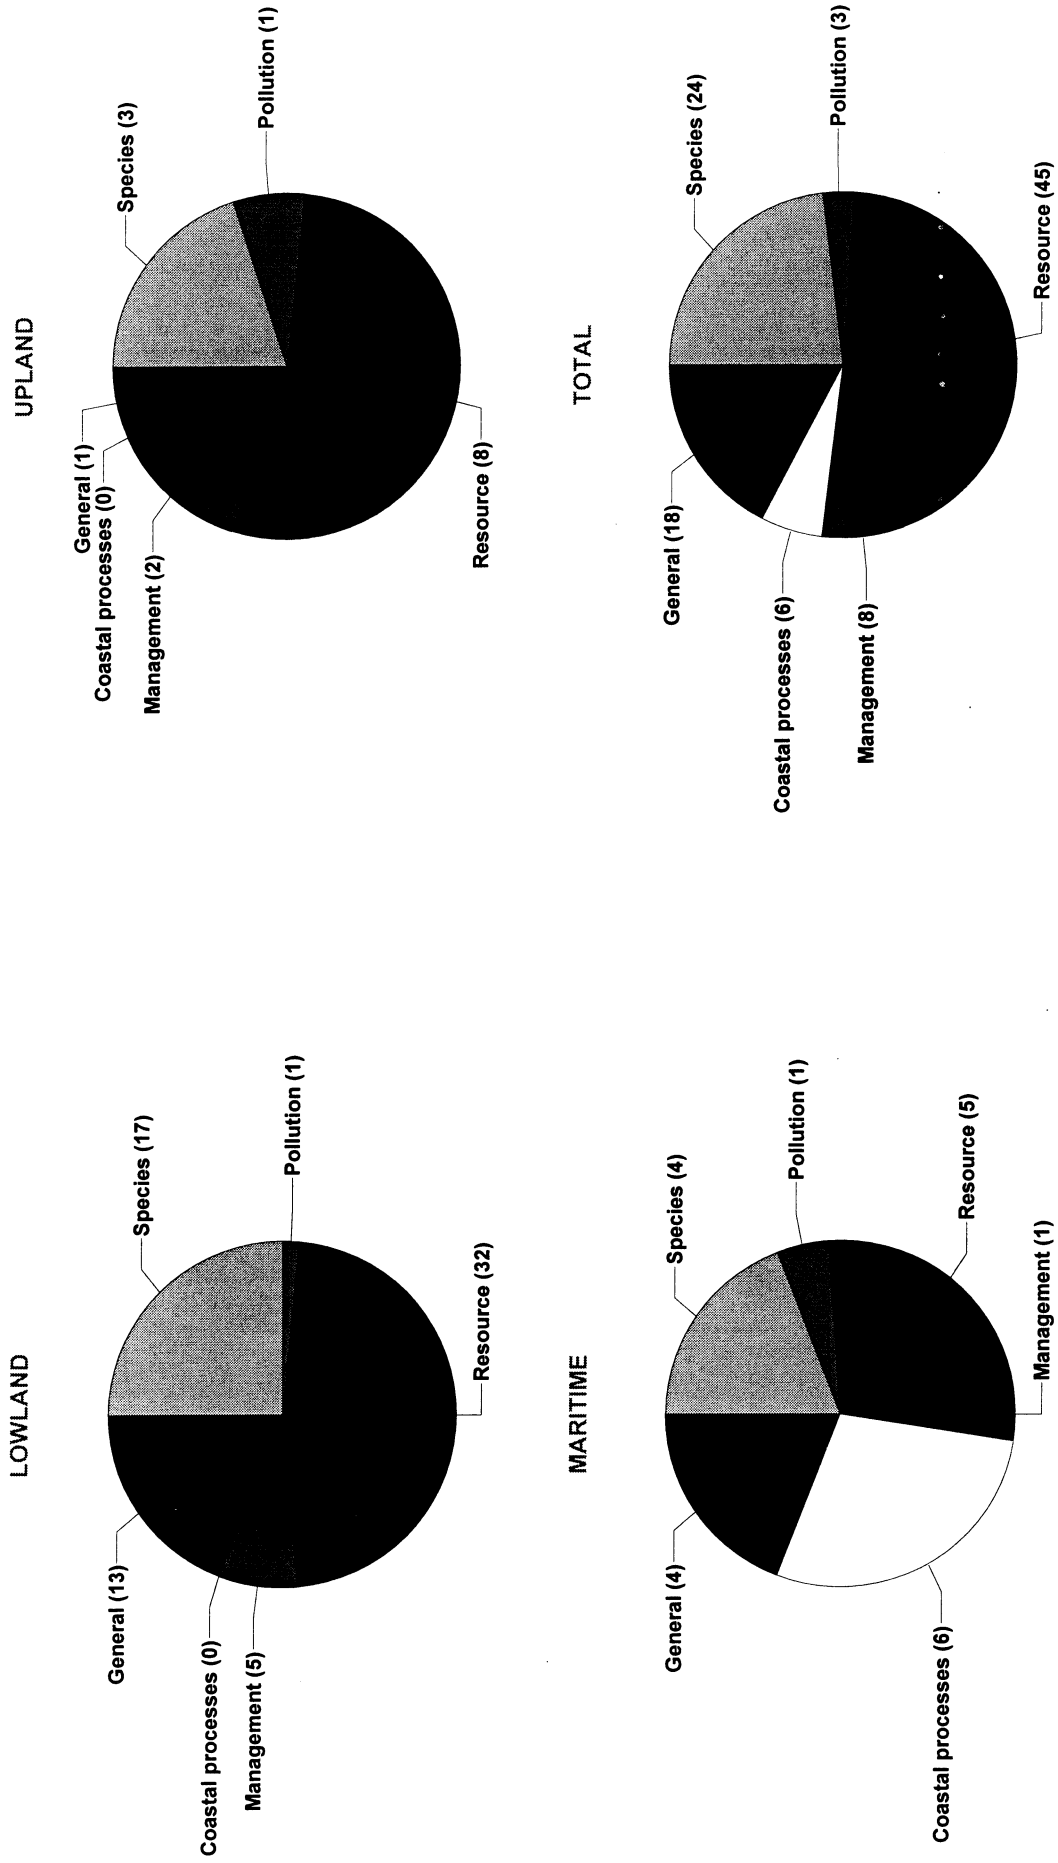 LOWLAND
Species (17)
Pollution (1)
Resource (32)
Management (5)
Coastal processes (0)
General (13)
UPLAND
Species (3)
Pollution (1)
Resource (8)
Management (2)
Coastal processes (0)
General (1)
MARITIME
Species (4)
Pollution (1)
Resource (5)
Management (1)
Coastal processes (6)
General (4)
TOTAL
Species (24)
Pollution (3)
Resource (45)
Management (8)
Coastal processes (6)
General (18)